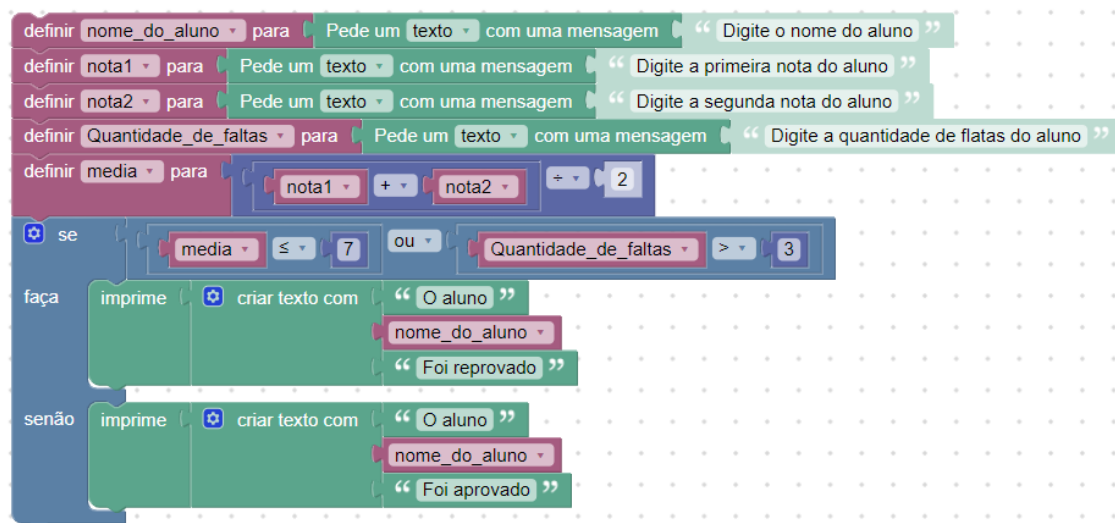 definir nome_do_aluno para Pede um texto com uma mensagem “ Digite o nome do aluno ”
definir nota1 para Pede um texto com uma mensagem “ Digite a primeira nota do aluno ”
definir nota2 para Pede um texto com uma mensagem “ Digite a segunda nota do aluno ”
definir Quantidade_de_faltas para Pede um texto com uma mensagem “ Digite a quantidade de flatas do aluno ”
definir media para nota1 + nota2 ÷ 2
se media ≤ 7 ou Quantidade_de_faltas > 3
faça imprime criar texto com “ O aluno ”
nome_do_aluno
“ Foi reprovado ”
senão imprime criar texto com “ O aluno ”
nome_do_aluno
“ Foi aprovado ”